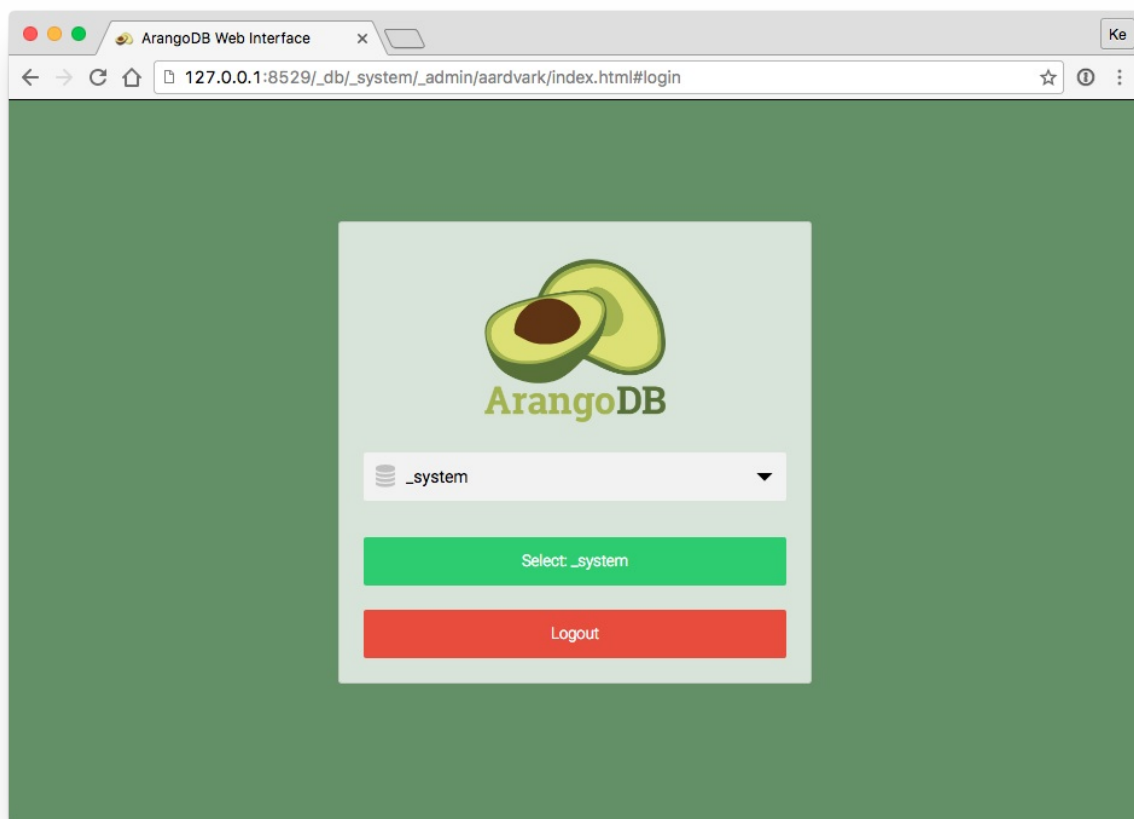 ArangoDB Web Interface
Ke
127.0.0.1:8529/_db/_system/_admin/aardvark/index.html#login
ArangoDB
_system
Select: _system
Logout